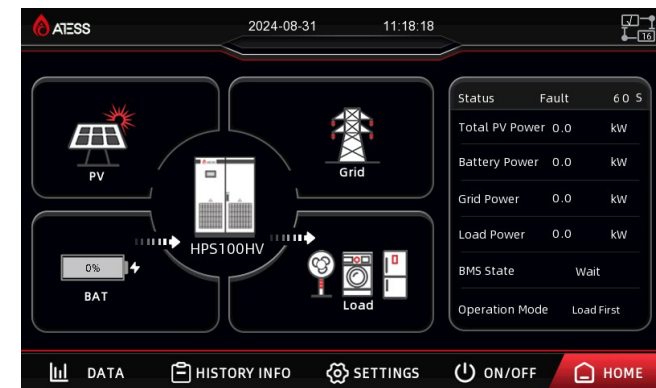 ATESS 2024-08-31 11:18:18
16
Status Fault 60 S
Total PV Power 0.0 kW
Battery Power 0.0 kW
Grid Power 0.0 kW
Load Power 0.0 kW
BMS State Wait
Operation Mode Load First
PV
Grid
HPS100HV
0%
BAT
Load
DATA HISTORY INFO SETTINGS ON/OFF HOME